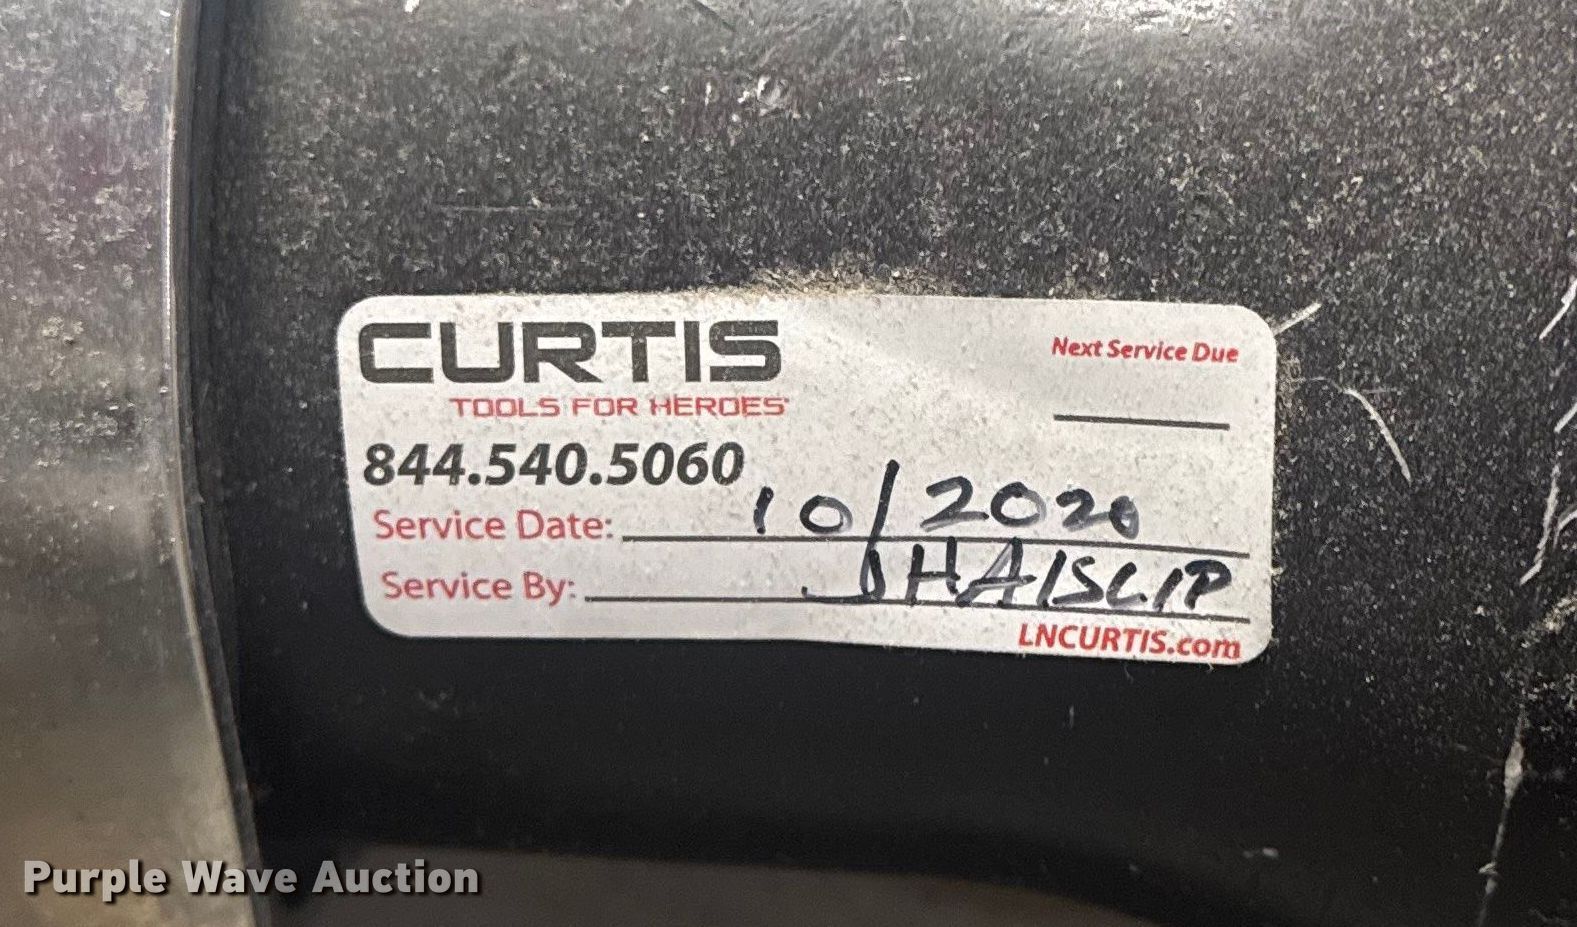 CURTIS
TOOLS FOR HEROES
Next Service Due
844.540.5060
Service Date: 10/2020
Service By: JHAISLIP
LNCURTIS.com
Purple Wave Auction